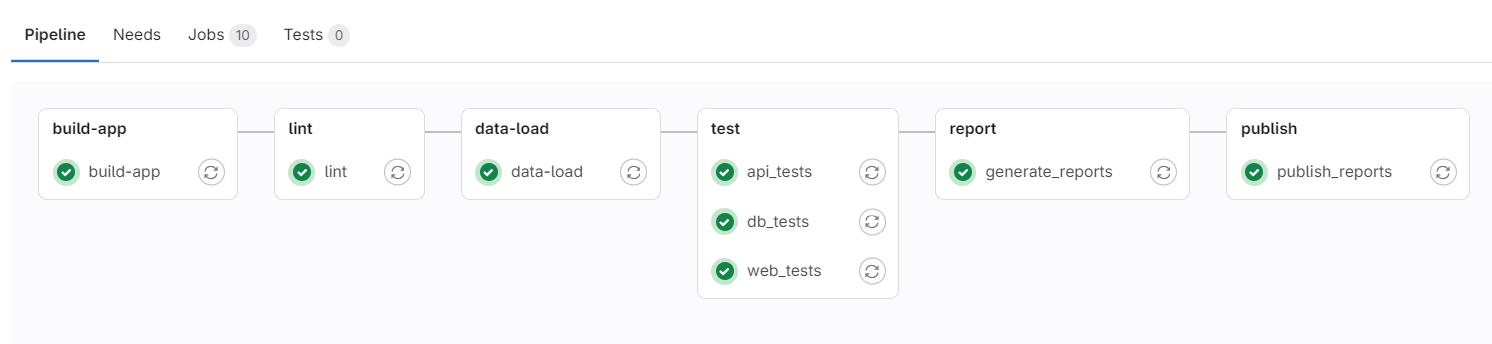 Pipeline Needs Jobs 10 Tests 0
build-app lint data-load test report publish
build-app lint data-load api_tests generate_reports publish_reports
db_tests
web_tests